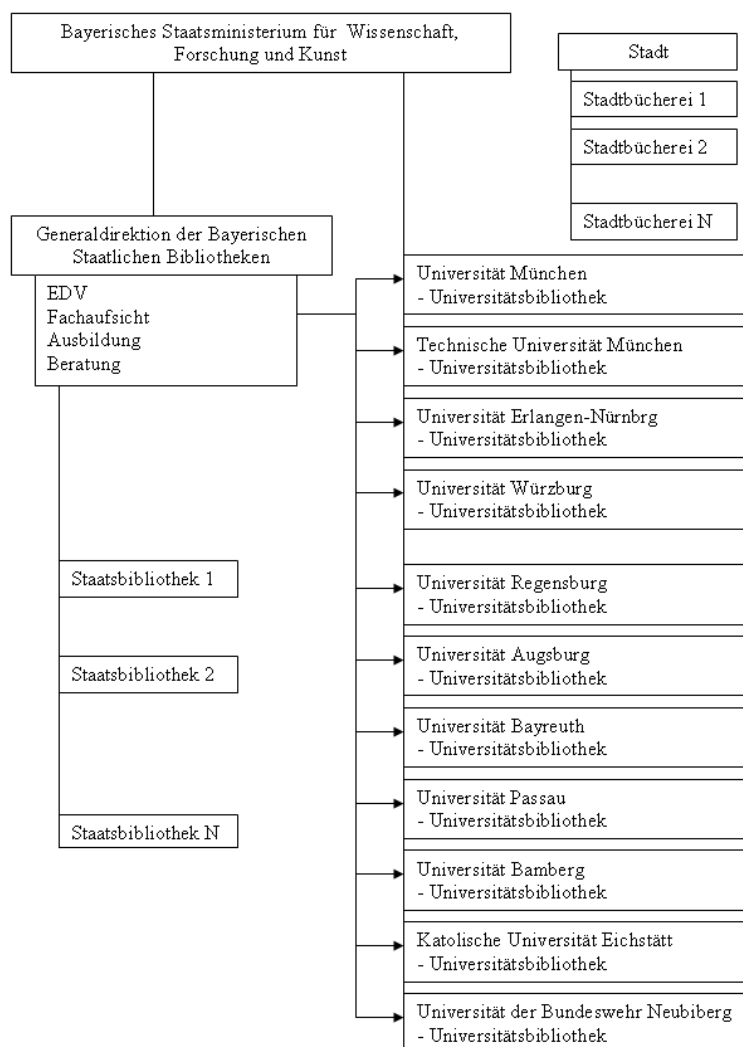 Bayerisches Staatsministerium für Wissenschaft,
Forschung und Kunst
Stadt
Stadtbücherei 1
Stadtbücherei 2
Stadtbücherei N
Generaldirektion der Bayerischen
Staatlichen Bibliotheken
EDV
Fachaufsicht
Ausbildung
Beratung
Staatsbibliothek 1
Staatsbibliothek 2
Staatsbibliothek N
Universität München
- Universitätsbibliothek
Technische Universität München
- Universitätsbibliothek
Universität Erlangen-Nürnbrg
- Universitätsbibliothek
Universität Würzburg
- Universitätsbibliothek
Universität Regensburg
- Universitätsbibliothek
Universität Augsburg
- Universitätsbibliothek
Universität Bayreuth
- Universitätsbibliothek
Universität Passau
- Universitätsbibliothek
Universität Bamberg
- Universitätsbibliothek
Katolische Universität Eichstätt
- Universitätsbibliothek
Universität der Bundeswehr Neubiberg
- Universitätsbibliothek